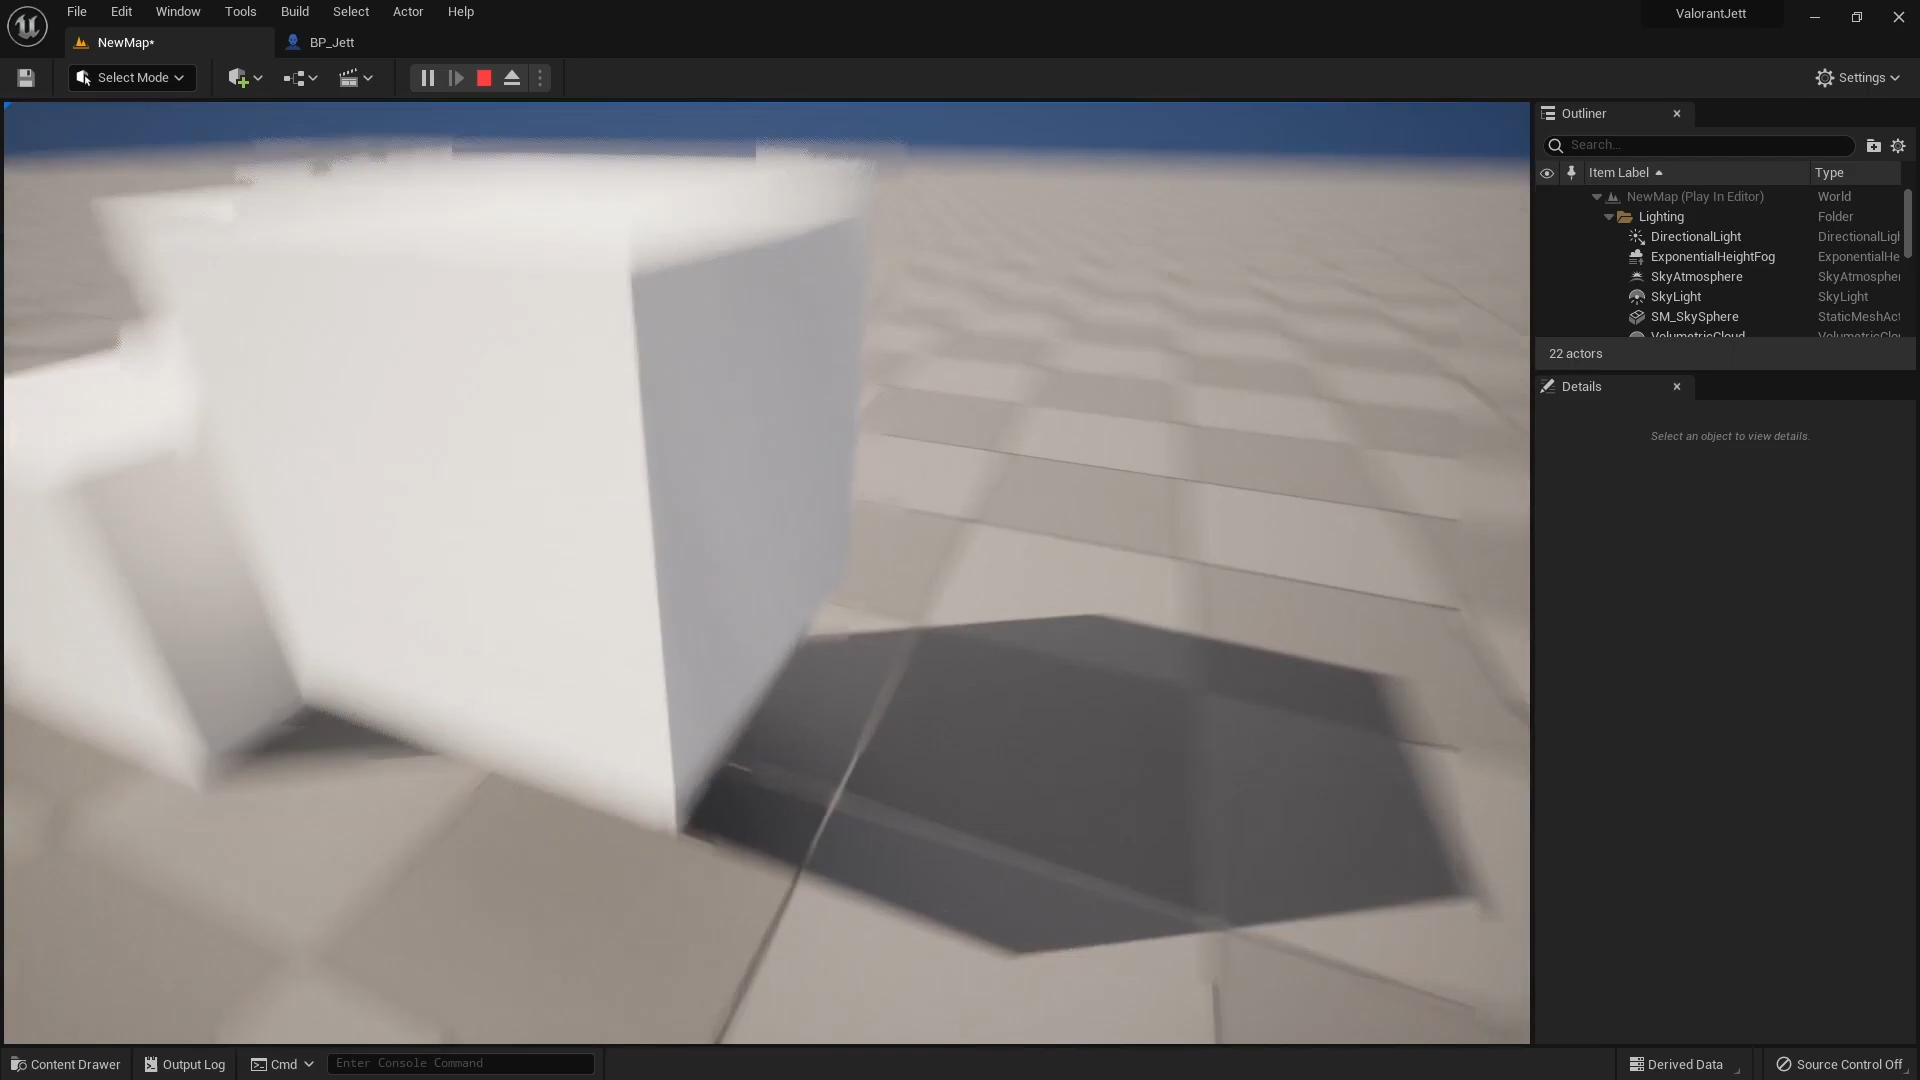 File Edit Window Tools Build Select Actor Help
ValorantJett
NewMap*
BP_Jett
Select Mode
Settings
Outliner
Search...
Item Label Type
NewMap (Play In Editor) World
Lighting Folder
DirectionalLight DirectionalLigh
ExponentialHeightFog ExponentialHe
SkyAtmosphere SkyAtmospher
SkyLight SkyLight
SM_SkySphere StaticMeshAct
VolumetricCloud VolumetricClo
22 actors
Details
Select an object to view details.
Content Drawer Output Log Cmd Enter Console Command Derived Data Source Control Off